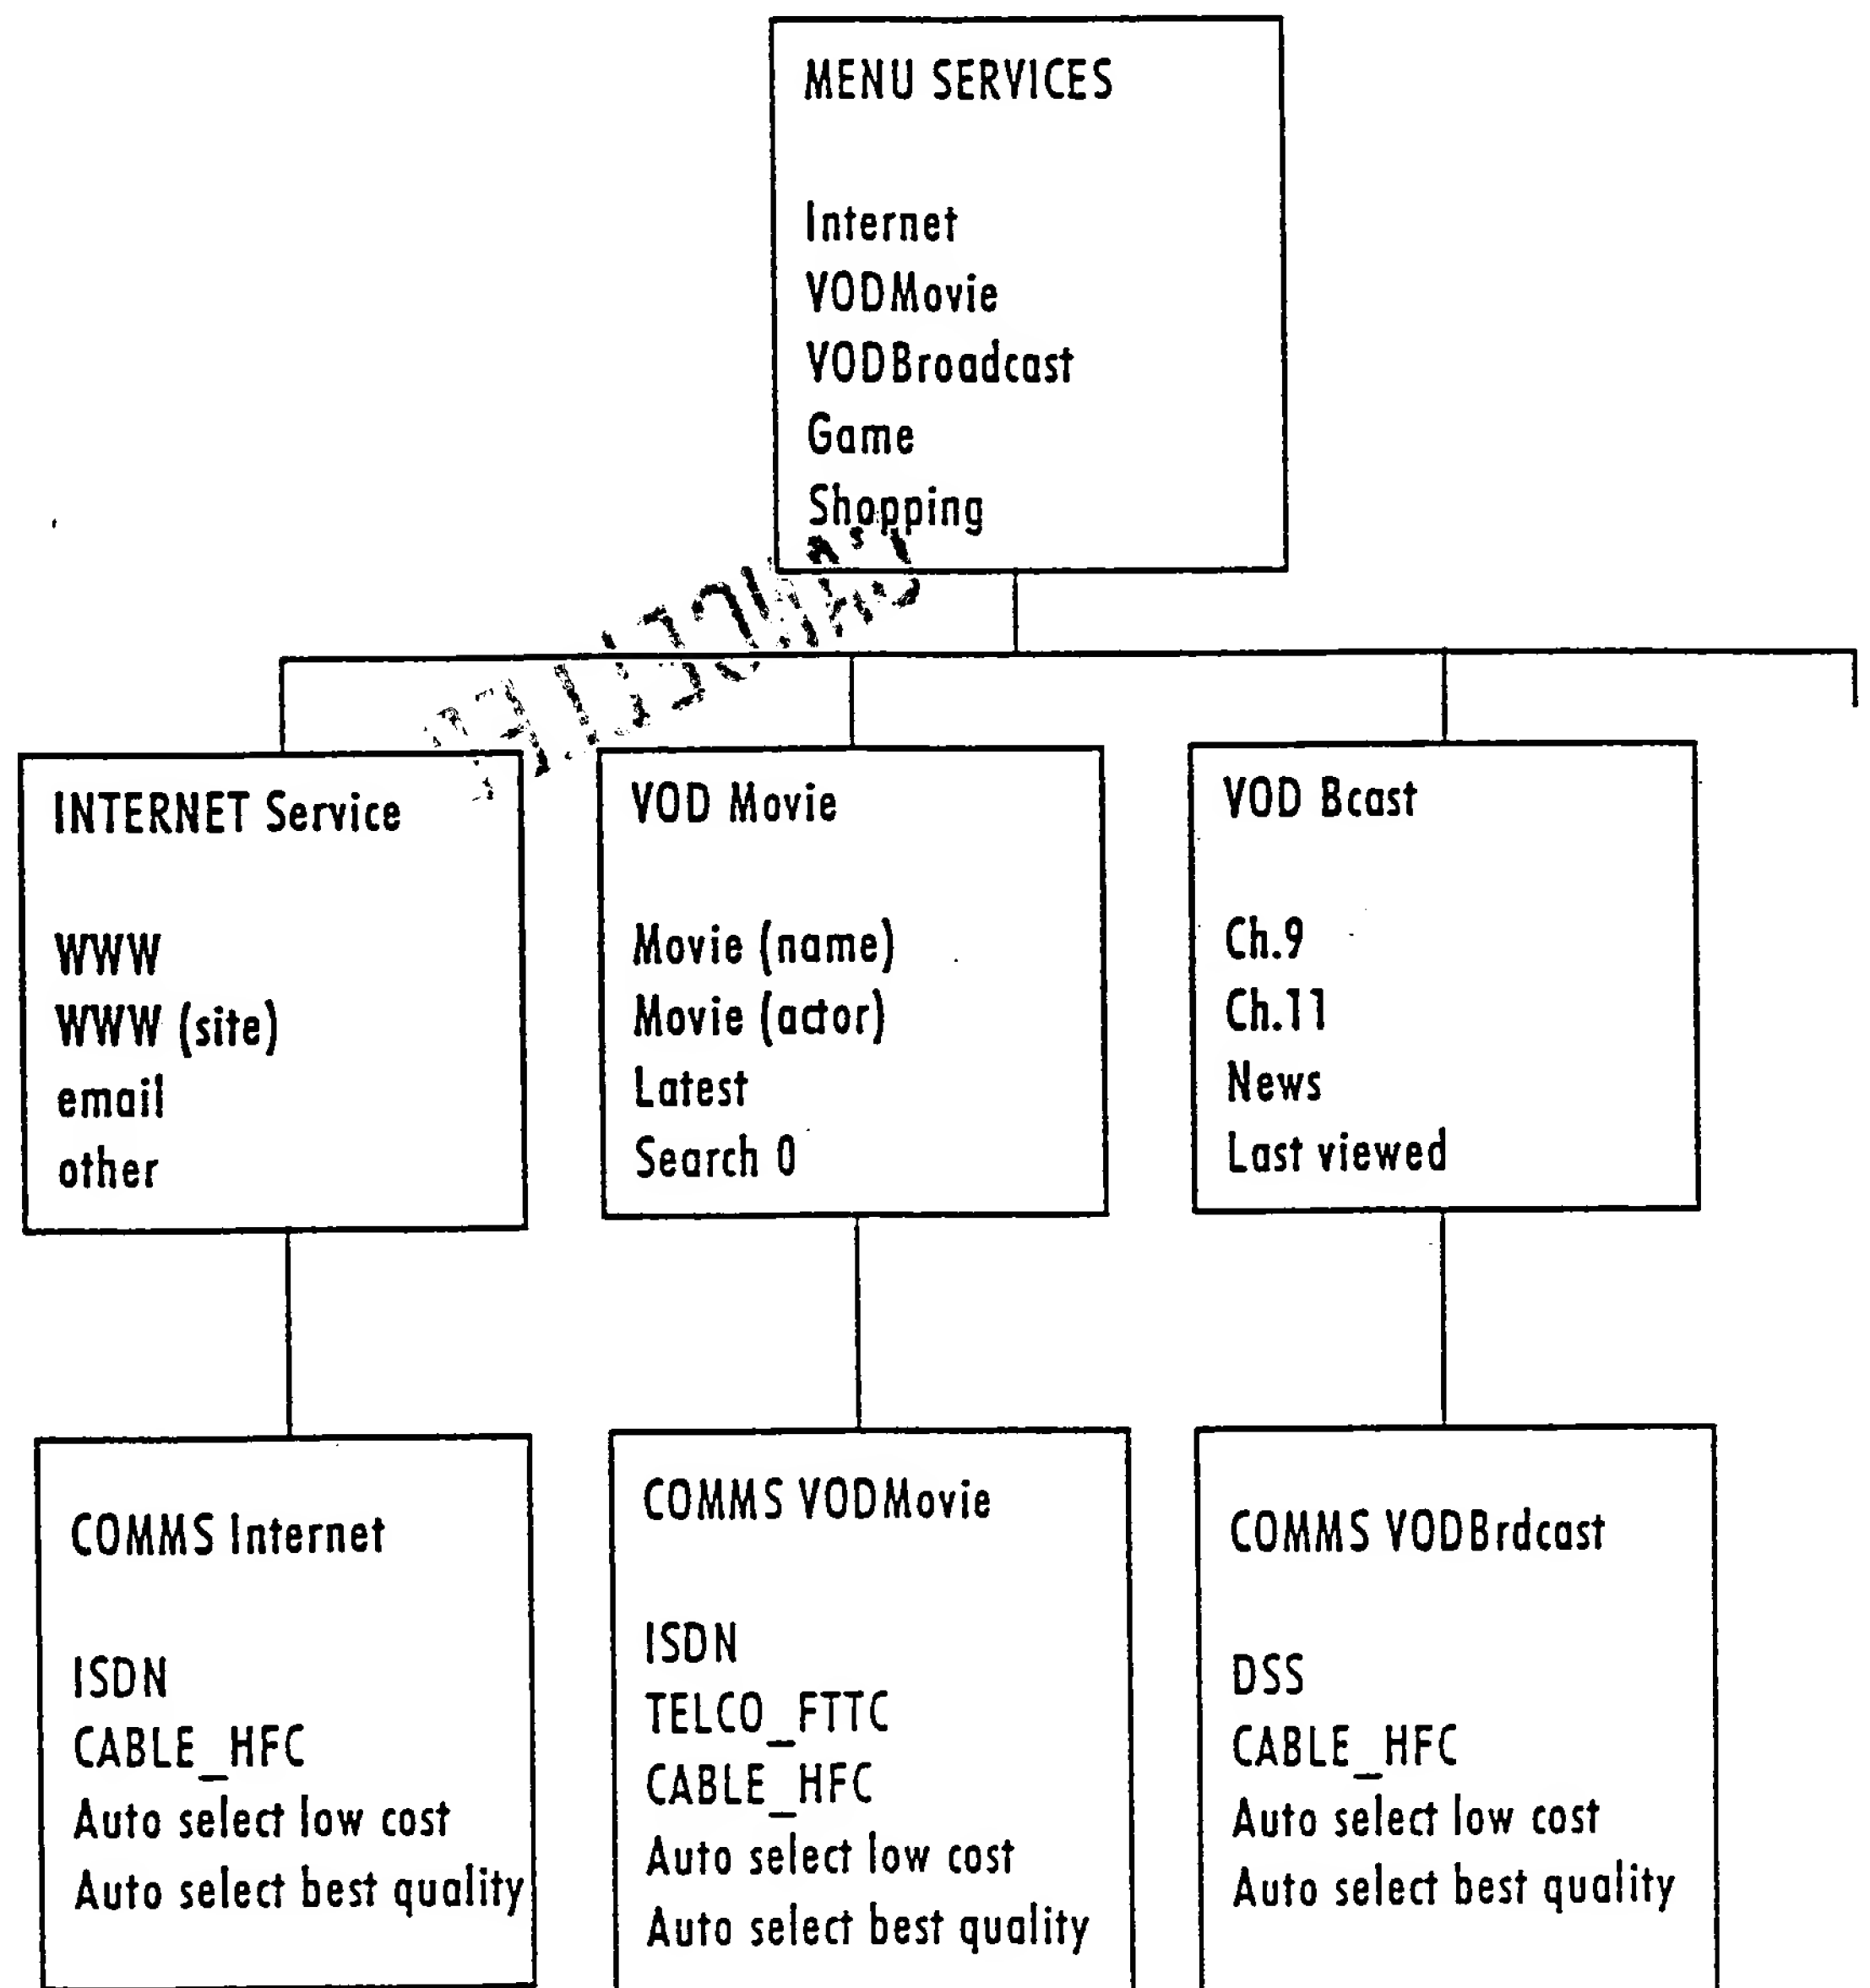 MENU SERVICES
Internet
VODMovie
VODBroadcast
Game
Shopping
INTERNET Service
WWW
WWW (site)
email
other
VOD Movie
Movie (name)
Movie (actor)
Latest
Search 0
VOD Bcast
Ch.9
Ch.11
News
Last viewed
COMMS Internet
ISDN
CABLE_HFC
Auto select low cost
Auto select best quality
COMMS VODMovie
ISDN
TELCO_FTTC
CABLE_HFC
Auto select low cost
Auto select best quality
COMMS VODBrdcast
DSS
CABLE_HFC
Auto select low cost
Auto select best quality